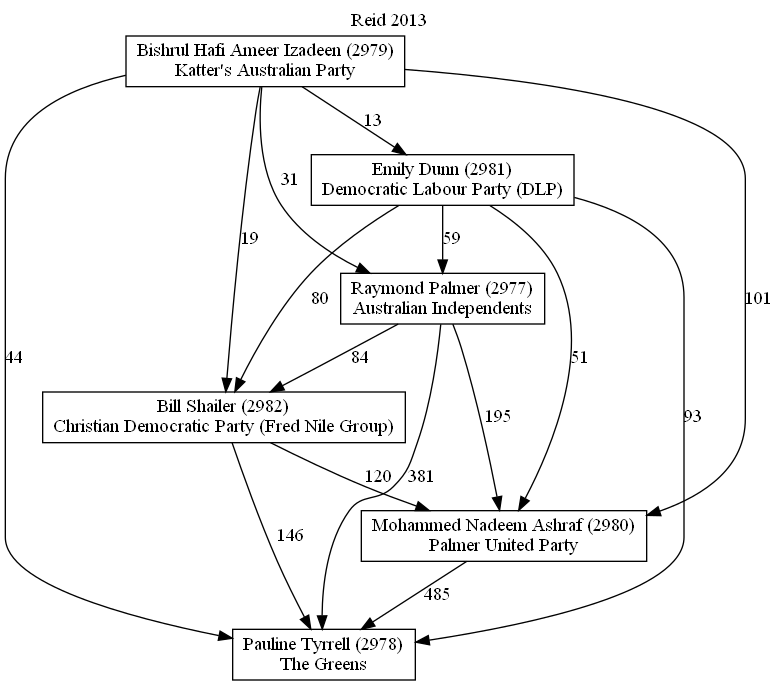 Reid 2013
Bishrul Hafi Ameer Izadeen (2979)
Katter's Australian Party
13
Emily Dunn (2981)
Democratic Labour Party (DLP)
31
19
59
80
101
Raymond Palmer (2977)
Australian Independents
44
84
51
Bill Shailer (2982)
Christian Democratic Party (Fred Nile Group)
195
93
120
381
Mohammed Nadeem Ashraf (2980)
Palmer United Party
146
485
Pauline Tyrrell (2978)
The Greens